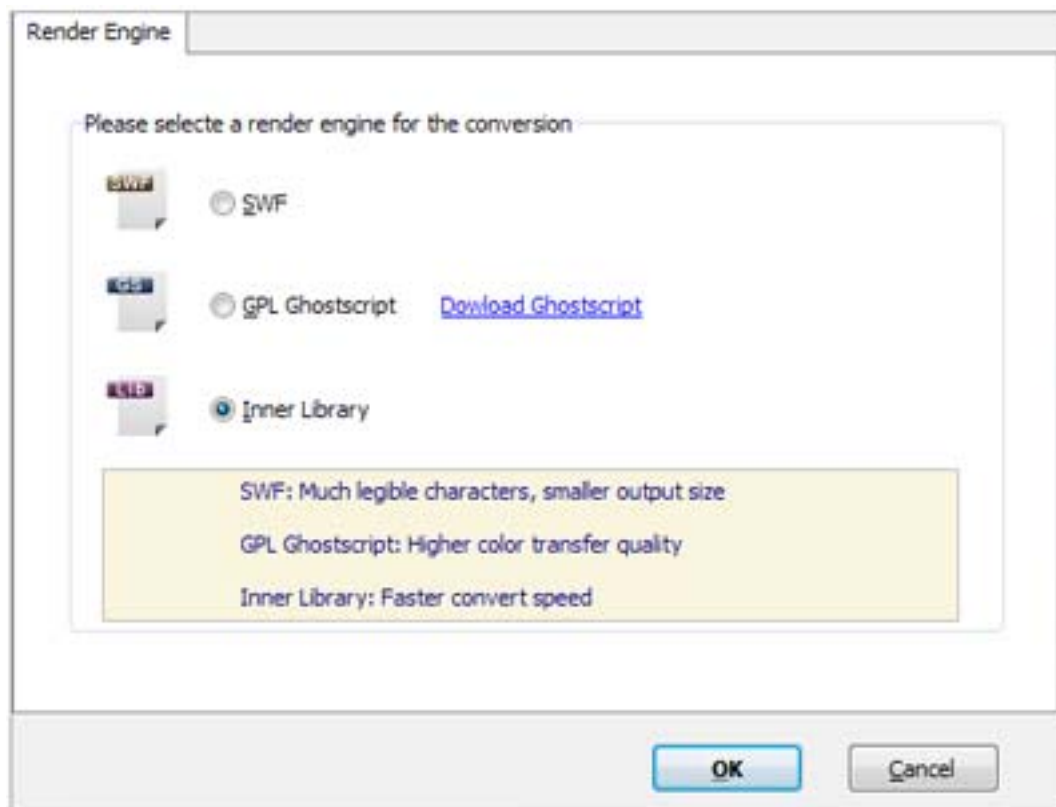 Render Engine
Please selecte a render engine for the conversion
SWF
SWF
GS
GPL Ghostscript Dowload Ghostscript
Lib
Inner Library
SWF: Much legible characters, smaller output size
GPL Ghostscript: Higher color transfer quality
Inner Library: Faster convert speed
OK Cancel